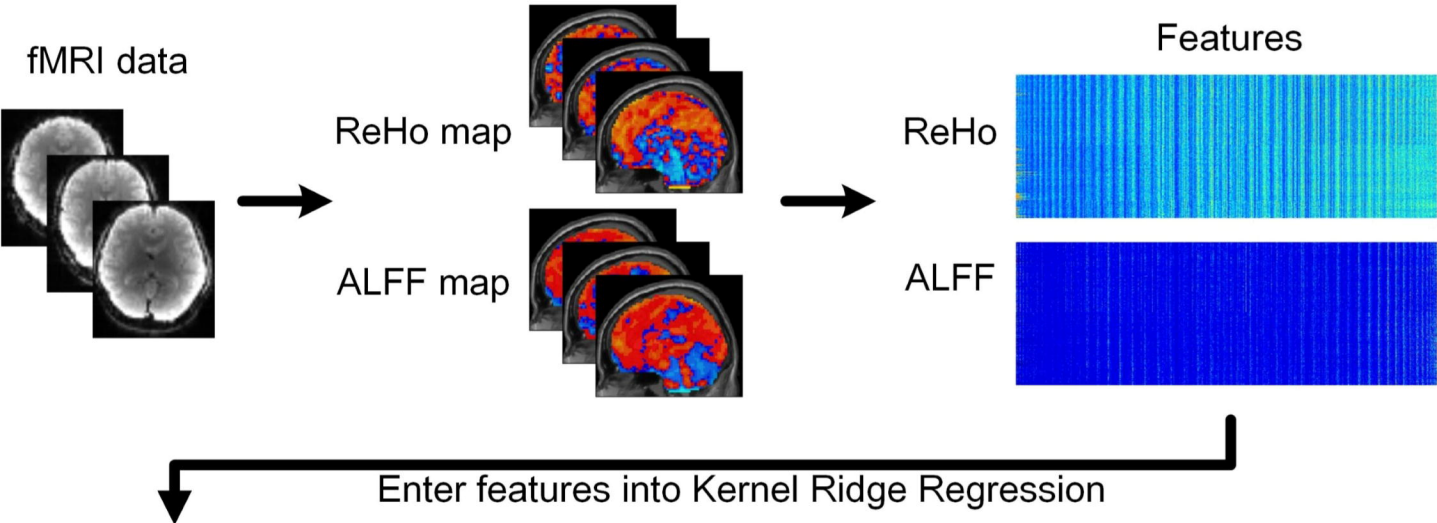 fMRI data
ReHo map
ALFF map
Features
ReHo
ALFF
Enter features into Kernel Ridge Regression